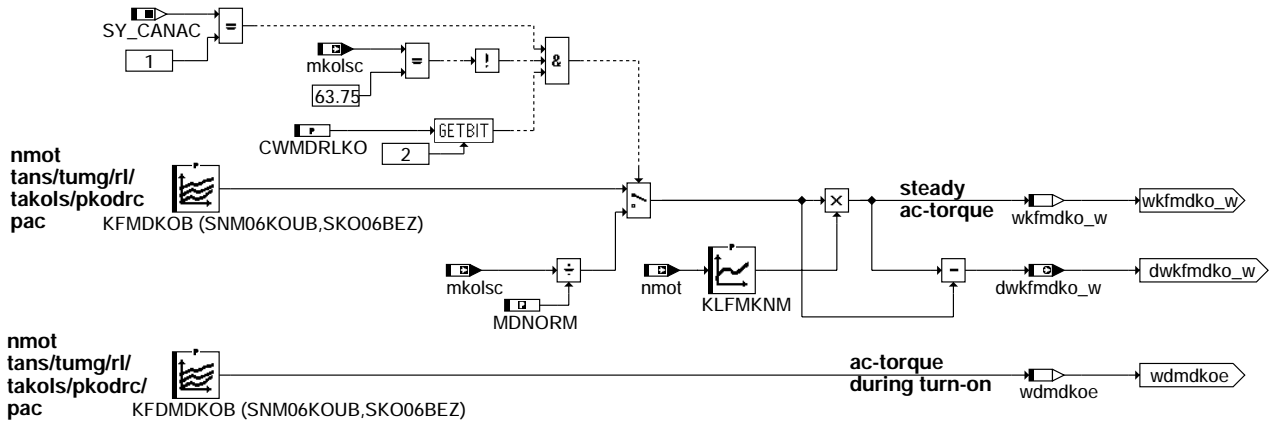 SY_CANAC
=
1
mkolsc
=
!
&
63.75
P
CWMDRLKO
GETBIT
2
nmot
tans/tumg/rl/
takols/pkodrc
pac
P
KFMDKOB (SNM06KOUB,SKO06BEZ)
steady
ac-torque
wkfmdko_w
wkfmdko_w
mkolsc
MDNORM
nmot
P
KLFMKNM
dwkfmdko_w
dwkfmdko_w
nmot
tans/tumg/rl/
takols/pkodrc/
pac
P
KFDMDKOB (SNM06KOUB,SKO06BEZ)
ac-torque
during turn-on
wdmdkoe
wdmdkoe